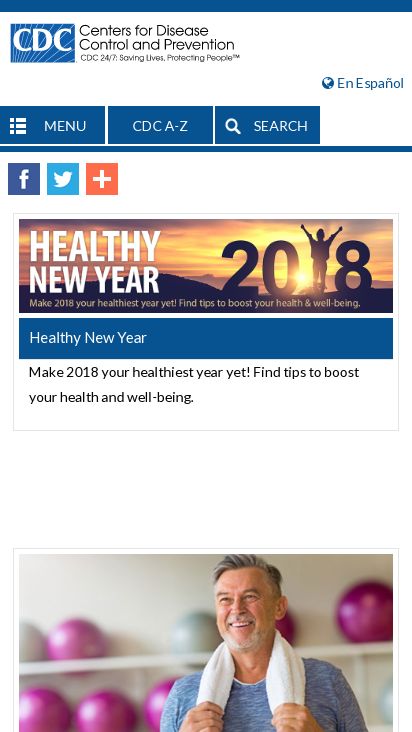 CDC
Centers for Disease
Control and Prevention
CDC 24/7: Saving Lives, Protecting People™
En Español
MENU
CDC A-Z
SEARCH
HEALTHY
NEW YEAR
2018
Make 2018 your healthiest year yet! Find tips to boost your health & well-being.
Healthy New Year
Make 2018 your healthiest year yet! Find tips to boost
your health and well-being.